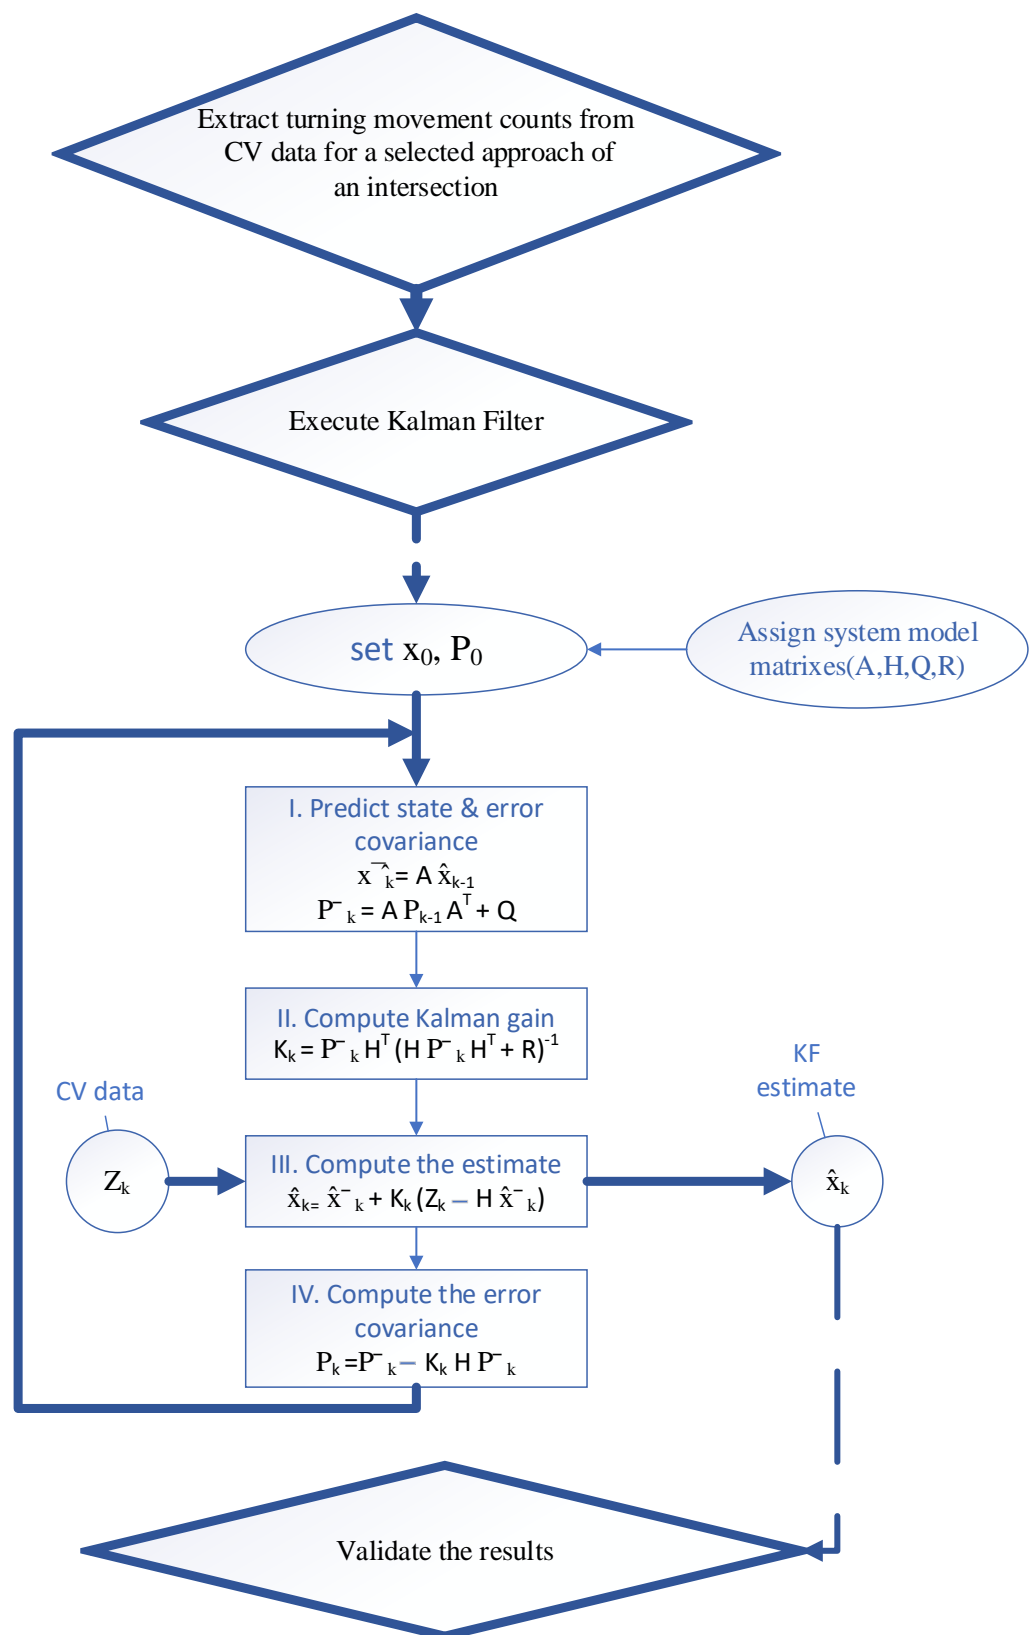 Extract turning movement counts from
CV data for a selected approach of
an intersection
Execute Kalman Filter
set x₀, P₀
Assign system model
matrixes(A,H,Q,R)
I. Predict state & error
covariance
x̂⁻ₖ= A x̂ₖ₋₁
P⁻ₖ = A Pₖ₋₁ Aᵀ + Q
II. Compute Kalman gain
Kₖ = P⁻ₖ Hᵀ (H P⁻ₖ Hᵀ + R)⁻¹
CV data
Zₖ
III. Compute the estimate
x̂ₖ= x̂⁻ₖ + Kₖ (Zₖ – H x̂⁻ₖ)
KF
estimate
x̂ₖ
IV. Compute the error
covariance
Pₖ =P⁻ₖ – Kₖ H P⁻ₖ
Validate the results